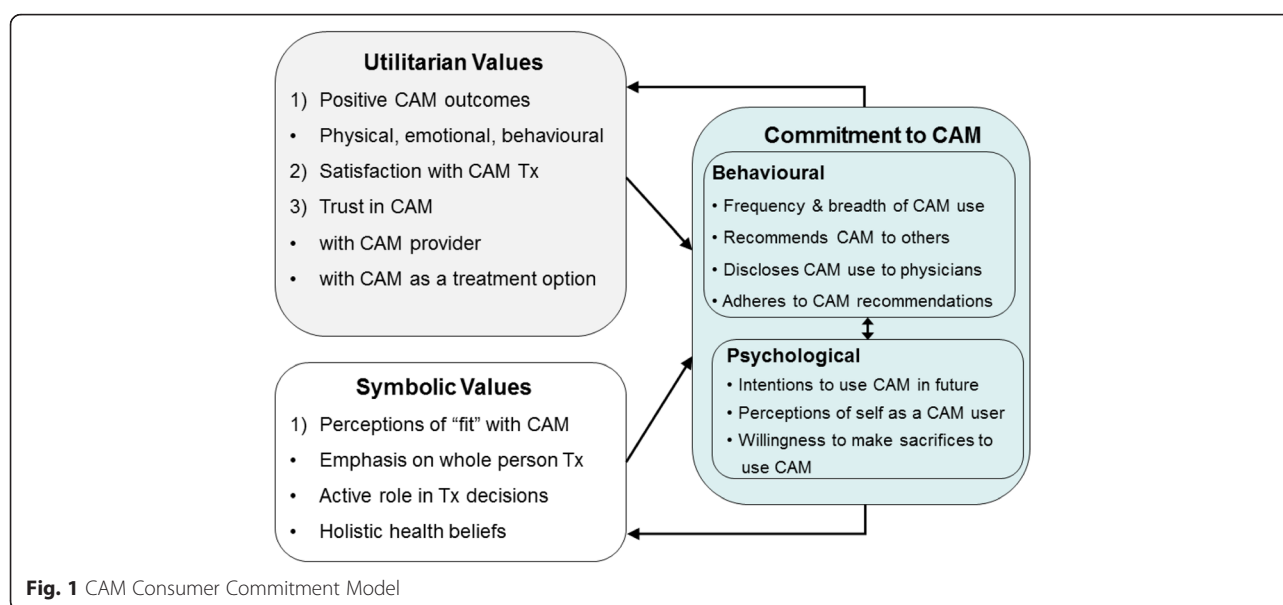 Utilitarian Values
1) Positive CAM outcomes
• Physical, emotional, behavioural
2) Satisfaction with CAM Tx
3) Trust in CAM
• with CAM provider
• with CAM as a treatment option
Symbolic Values
1) Perceptions of “fit” with CAM
• Emphasis on whole person Tx
• Active role in Tx decisions
• Holistic health beliefs
Commitment to CAM
Behavioural
• Frequency & breadth of CAM use
• Recommends CAM to others
• Discloses CAM use to physicians
• Adheres to CAM recommendations
Psychological
• Intentions to use CAM in future
• Perceptions of self as a CAM user
• Willingness to make sacrifices to
use CAM
Fig. 1 CAM Consumer Commitment Model